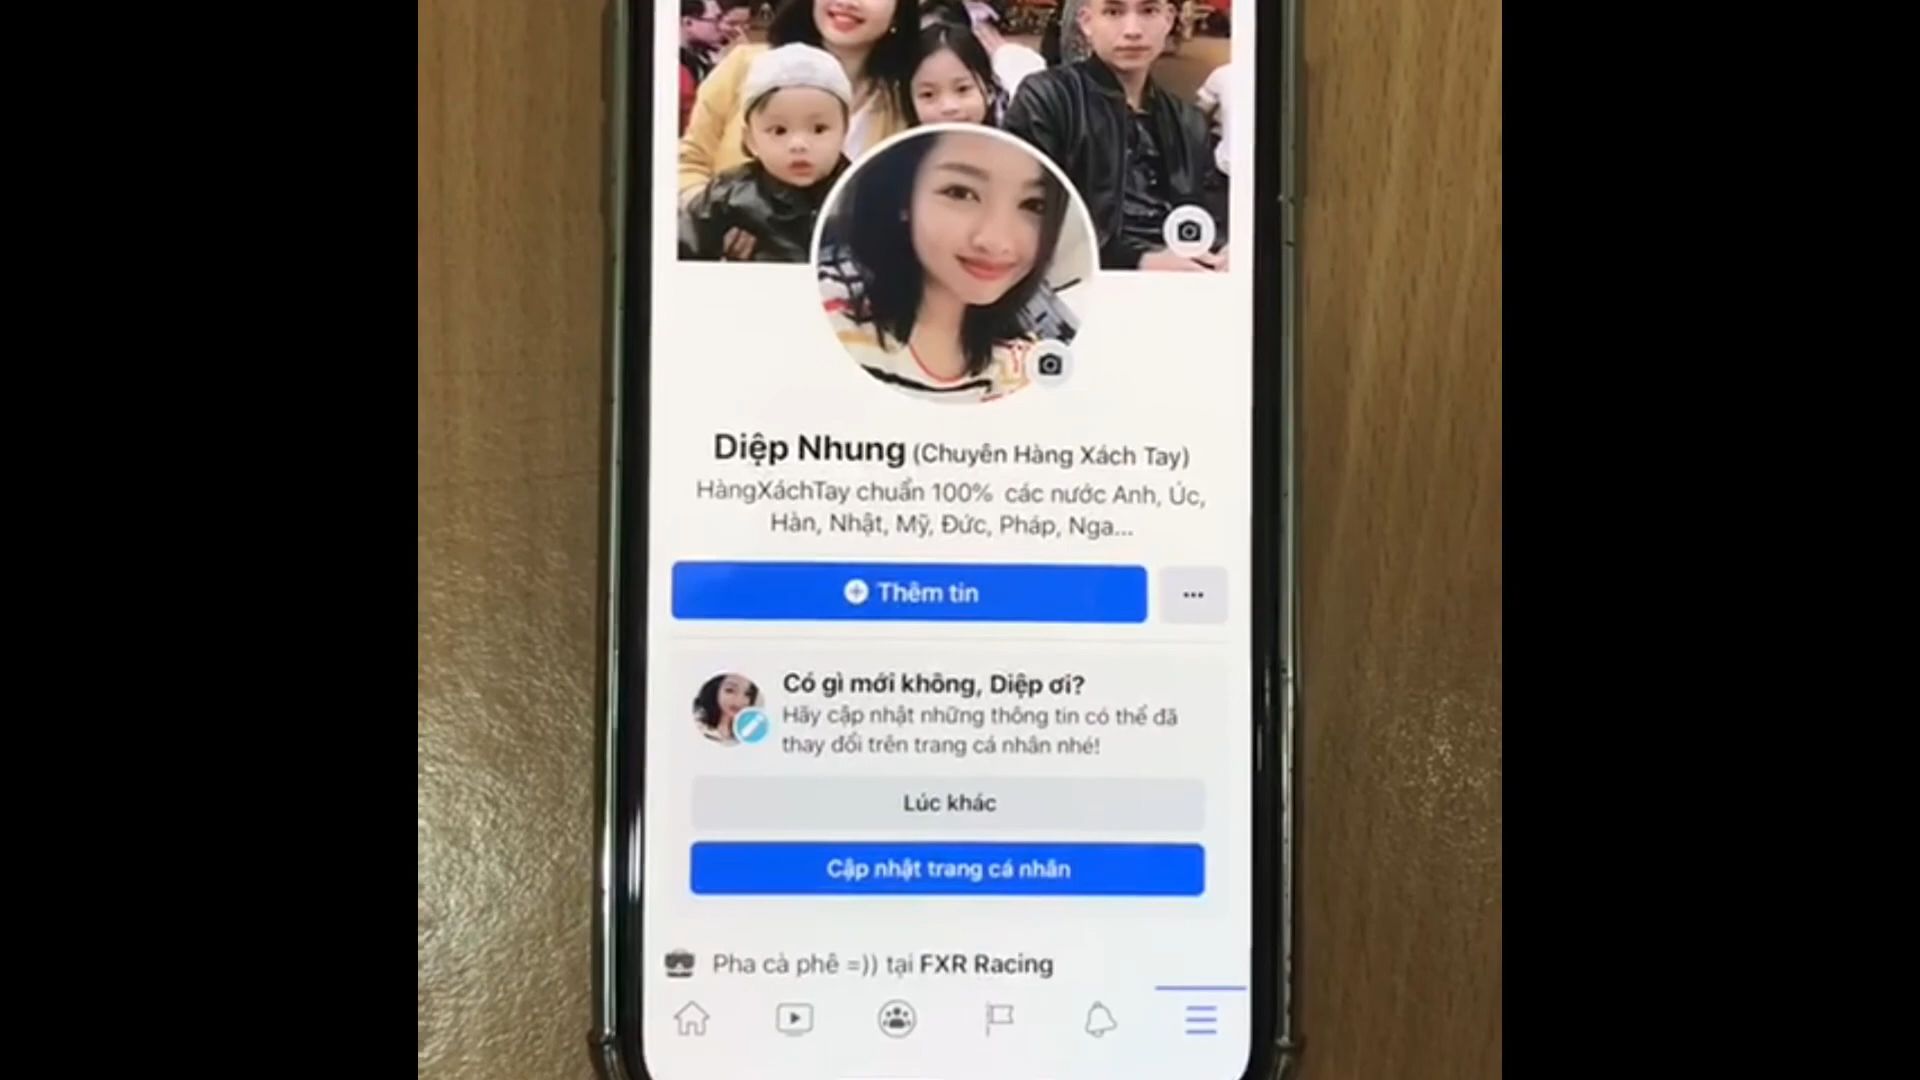 Diệp Nhung (Chuyên Hàng Xách Tay)
HàngXáchTay chuẩn 100% các nước Anh, Úc,
Hàn, Nhật, Mỹ, Đức, Pháp, Nga...
Thêm tin
Có gì mới không, Diệp ơi?
Hãy cập nhật những thông tin có thể đã
thay đổi trên trang cá nhân nhé!
Lúc khác
Cập nhật trang cá nhân
Pha cà phê =)) tại FXR Racing